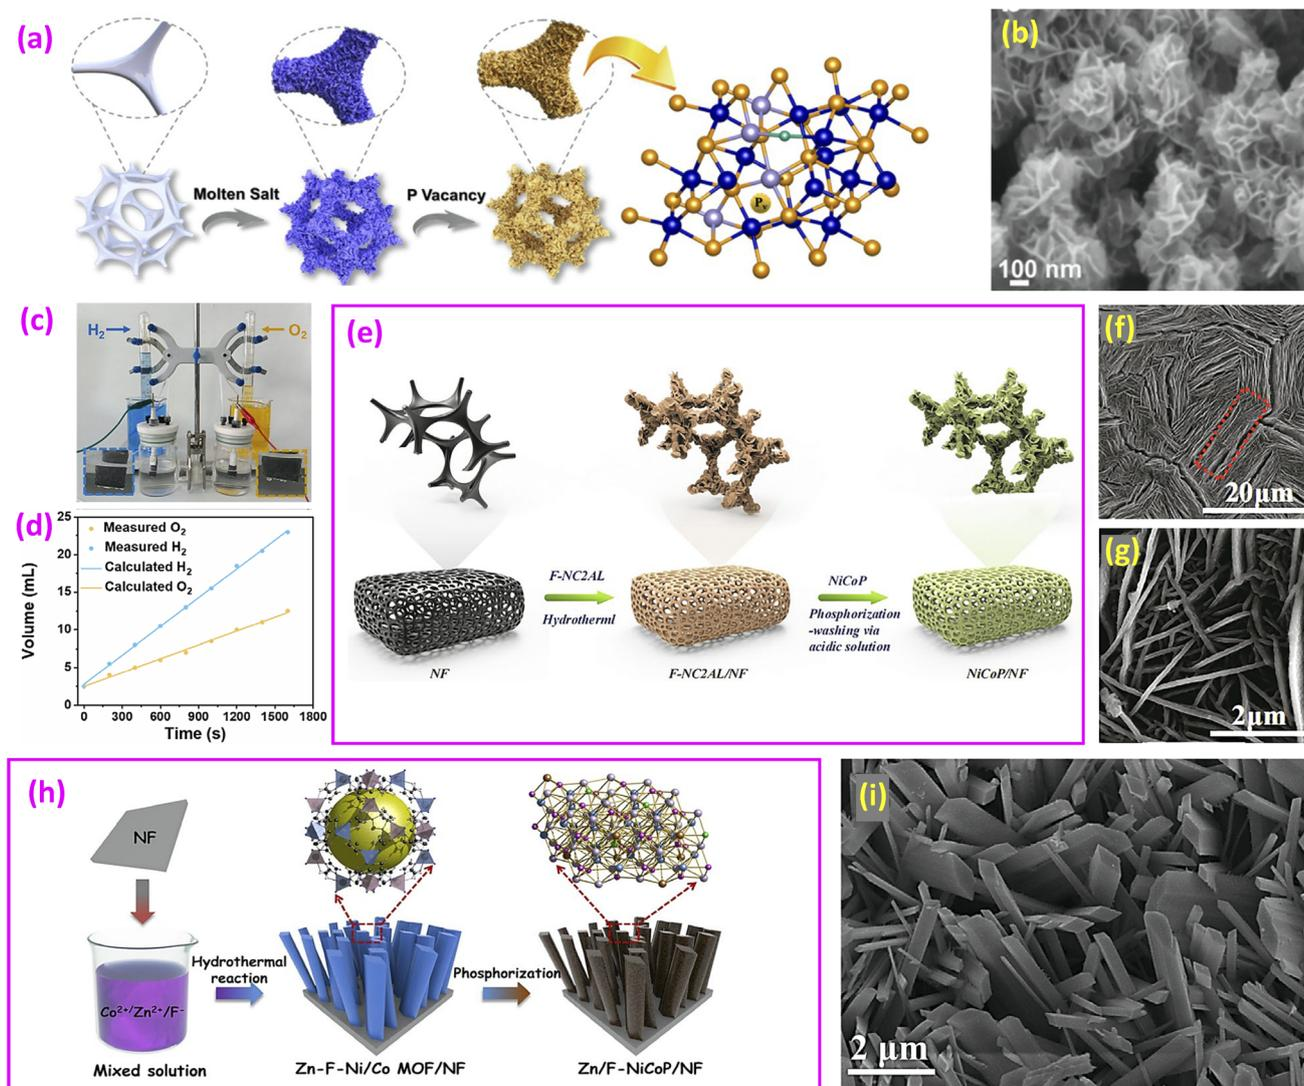 (a)
Molten Salt
P Vacancy
Pv
(b)
100 nm
(c)
H2
O2
(d)
25
20
15
10
5
0
Volume (mL)
Measured O2
Measured H2
Calculated H2
Calculated O2
0 300 600 900 1200 1500 1800
Time (s)
(e)
F-NC2AL
Hydrotherml
NiCoP
Phosphorization
-washing via
acidic solution
NF
F-NC2AL/NF
NiCoP/NF
(f)
20μm
(g)
2μm
(h)
NF
Co2+/Zn2+/F-
Mixed solution
Hydrothermal
reaction
Zn-F-Ni/Co MOF/NF
Phosphorization
Zn/F-NiCoP/NF
(i)
2 μm